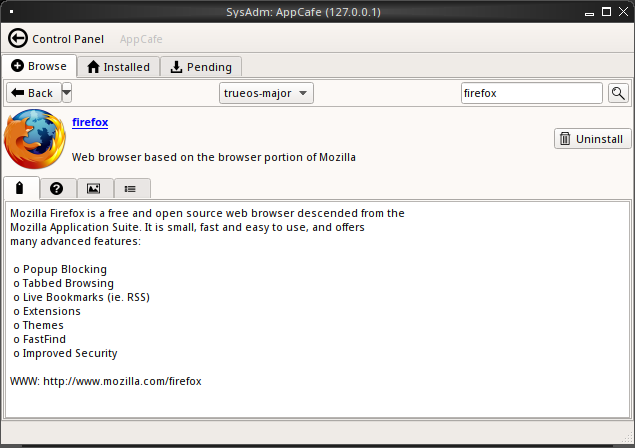 SysAdm: AppCafe (127.0.0.1)
Control Panel AppCafe
Browse Installed Pending
Back trueos-major firefox
firefox
Uninstall
Web browser based on the browser portion of Mozilla
Mozilla Firefox is a free and open source web browser descended from the
Mozilla Application Suite. It is small, fast and easy to use, and offers
many advanced features:
o Popup Blocking
o Tabbed Browsing
o Live Bookmarks (ie. RSS)
o Extensions
o Themes
o FastFind
o Improved Security
WWW: http://www.mozilla.com/firefox